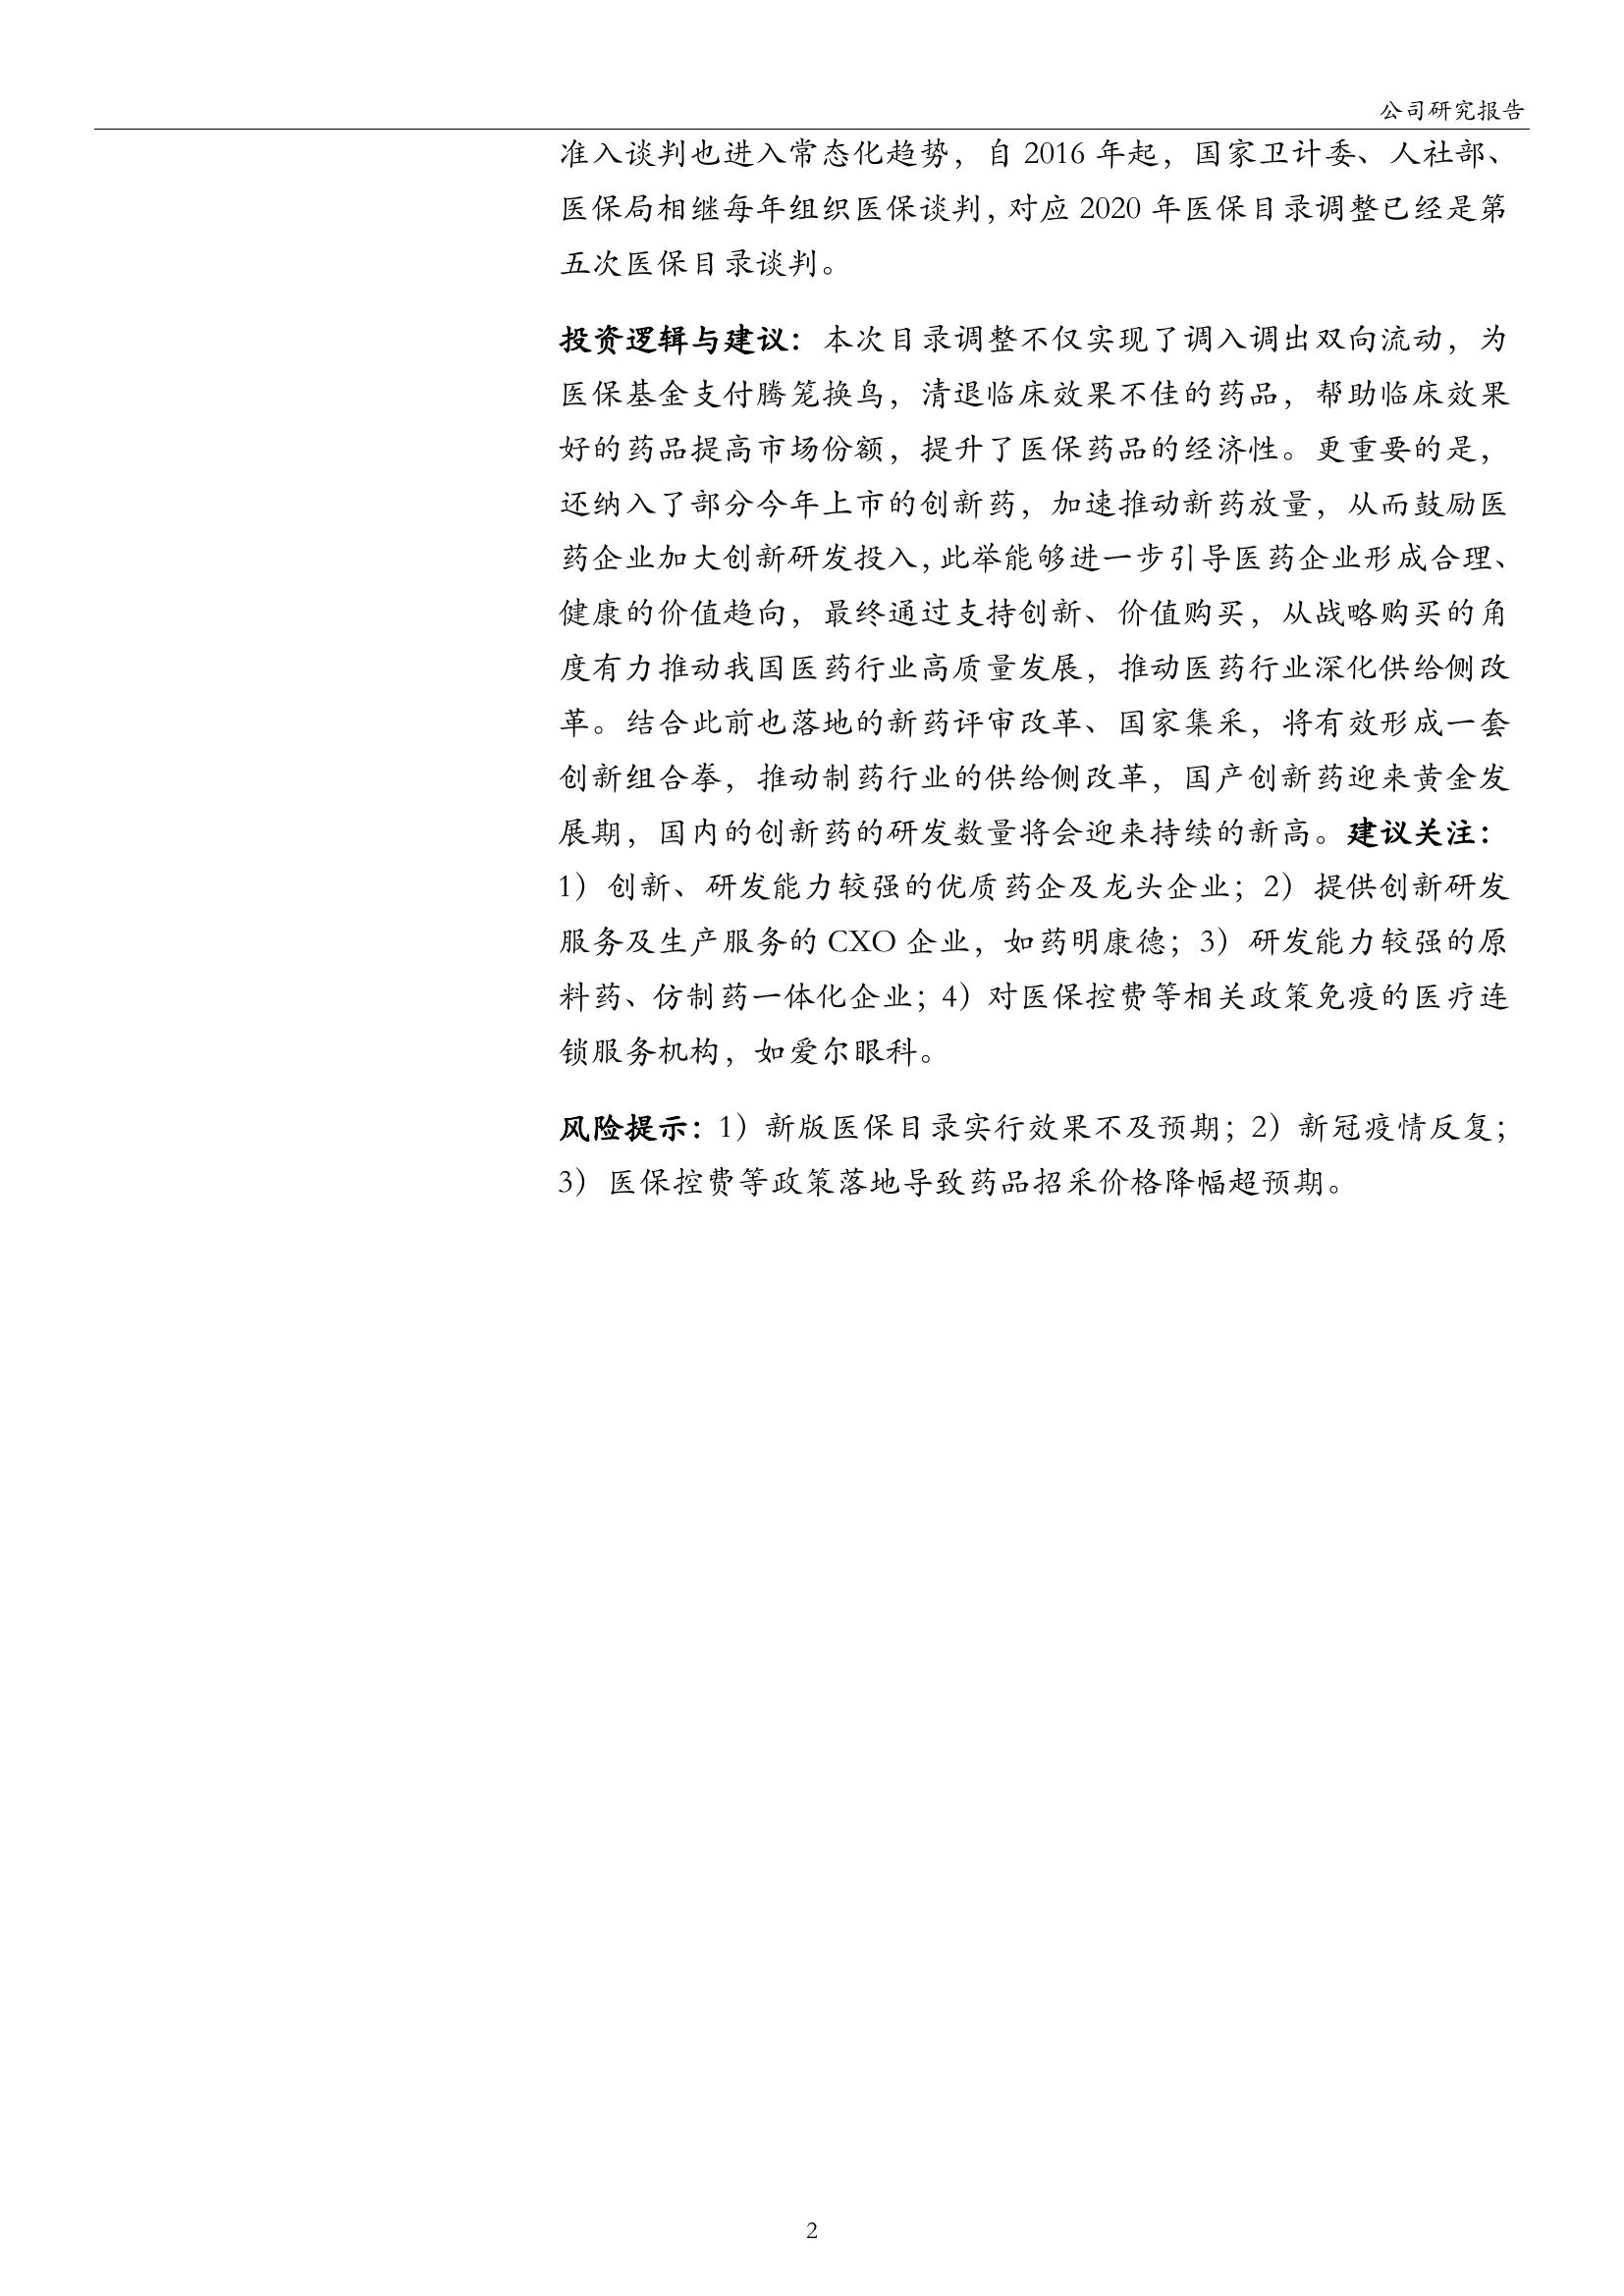 公司研究报告
准入谈判也进入常态化趋势，自 2016 年起，国家卫计委、人社部、
医保局相继每年组织医保谈判，对应 2020 年医保目录调整已经是第
五次医保目录谈判。
投资逻辑与建议：本次目录调整不仅实现了调入调出双向流动，为
医保基金支付腾笼换鸟，清退临床效果不佳的药品，帮助临床效果
好的药品提高市场份额，提升了医保药品的经济性。更重要的是，
还纳入了部分今年上市的创新药，加速推动新药放量，从而鼓励医
药企业加大创新研发投入，此举能够进一步引导医药企业形成合理、
健康的价值趋向，最终通过支持创新、价值购买，从战略购买的角
度有力推动我国医药行业高质量发展，推动医药行业深化供给侧改
革。结合此前也落地的新药评审改革、国家集采，将有效形成一套
创新组合拳，推动制药行业的供给侧改革，国产创新药迎来黄金发
展期，国内的创新药的研发数量将会迎来持续的新高。建议关注：
1）创新、研发能力较强的优质药企及龙头企业；2）提供创新研发
服务及生产服务的 CXO 企业，如药明康德；3）研发能力较强的原
料药、仿制药一体化企业；4）对医保控费等相关政策免疫的医疗连
锁服务机构，如爱尔眼科。
风险提示：1）新版医保目录实行效果不及预期；2）新冠疫情反复；
3）医保控费等政策落地导致药品招采价格降幅超预期。
2